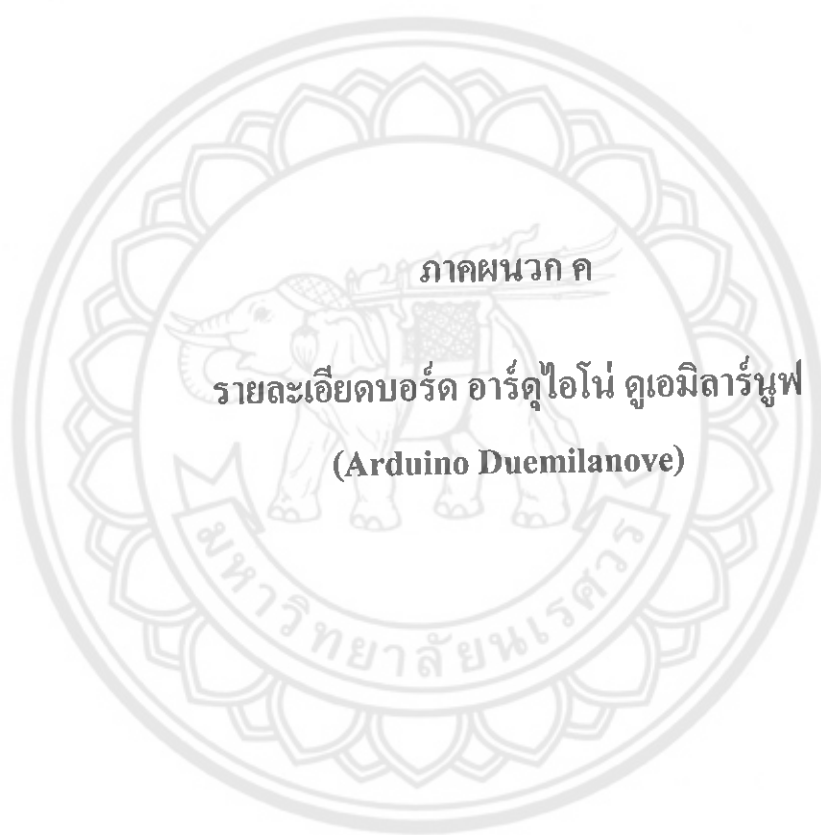 ภาคผนวก ค
รายละเอียดบอร์ด อาร์ดุไอโน่ ดูเอมิลาร์นูฟ
(Arduino Duemilanove)
มหาวิทยาลัยนเรศวร